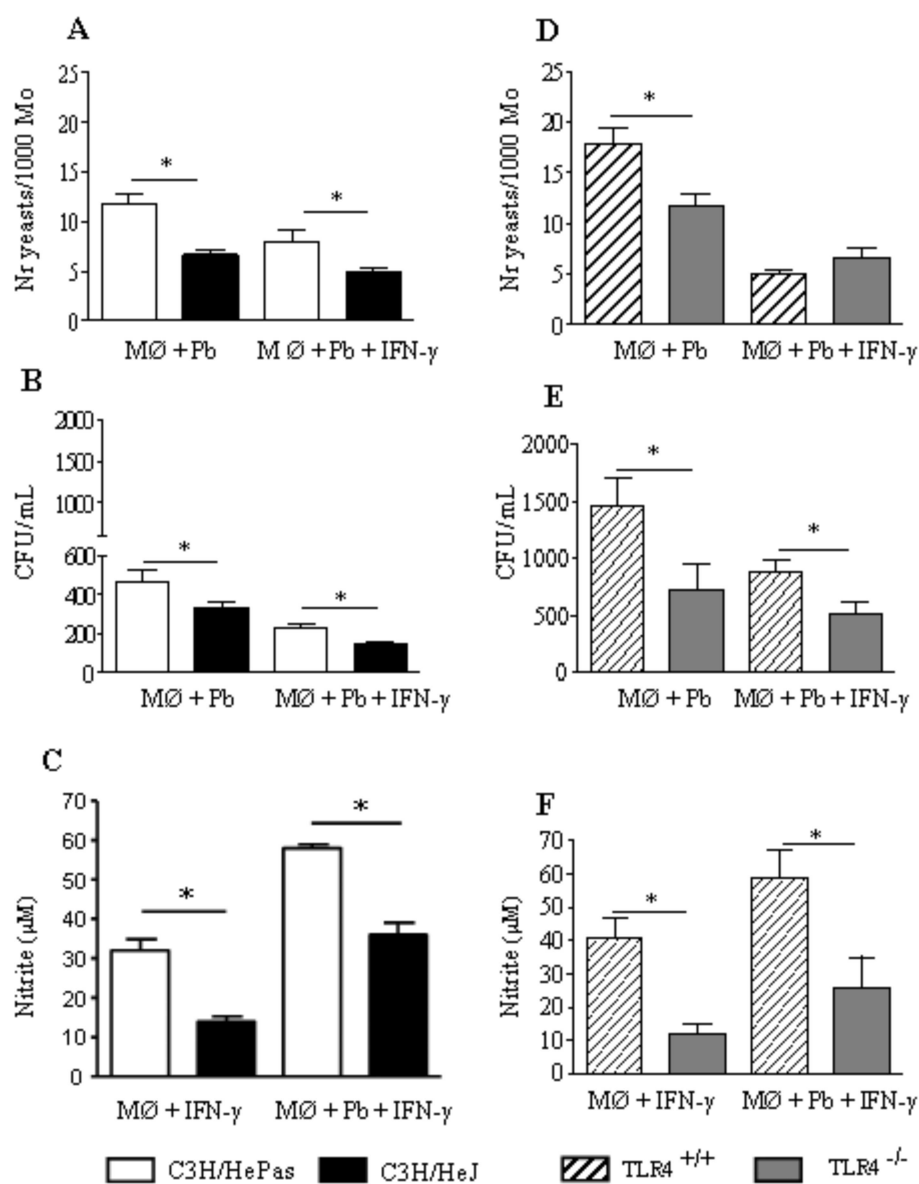 A
Nr yeasts/1000 Mo
25
20
15
10
5
0
*
*
MØ + Pb
M Ø + Pb + IFN-γ
D
Nr yeasts/1000 Mo
25
20
15
10
5
0
*
MØ + Pb
MØ + Pb + IFN-γ
B
CFU/mL
2000
1500
1000
600
400
200
0
*
*
MØ + Pb
MØ + Pb + IFN-γ
E
CFU/mL
2000
1500
1000
500
0
*
*
MØ + Pb
MØ + Pb + IFN-γ
C
Nitrite (µM)
70
60
50
40
30
20
10
0
*
*
MØ + IFN-γ
MØ + Pb + IFN-γ
F
Nitrite (µM)
70
60
50
40
30
20
10
0
*
*
MØ + IFN-γ
MØ + Pb + IFN-γ
C3H/HePas C3H/HeJ TLR4 +/+ TLR4 -/-